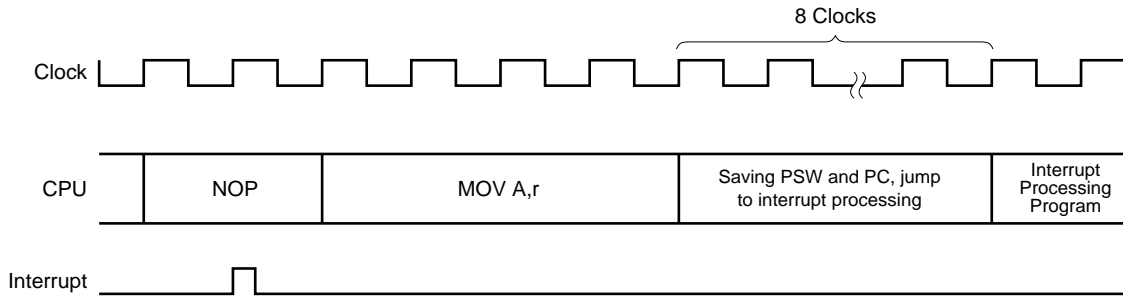 8 Clocks
Clock
CPU
NOP
MOV A,r
Saving PSW and PC, jump
to interrupt processing
Interrupt
Processing
Program
Interrupt